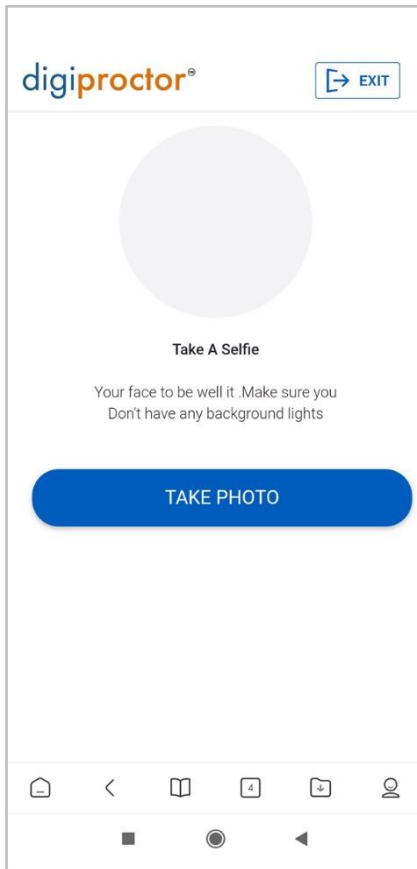 digiproctor®
EXIT
Take A Selfie
Your face to be well it .Make sure you
Don't have any background lights
TAKE PHOTO
4